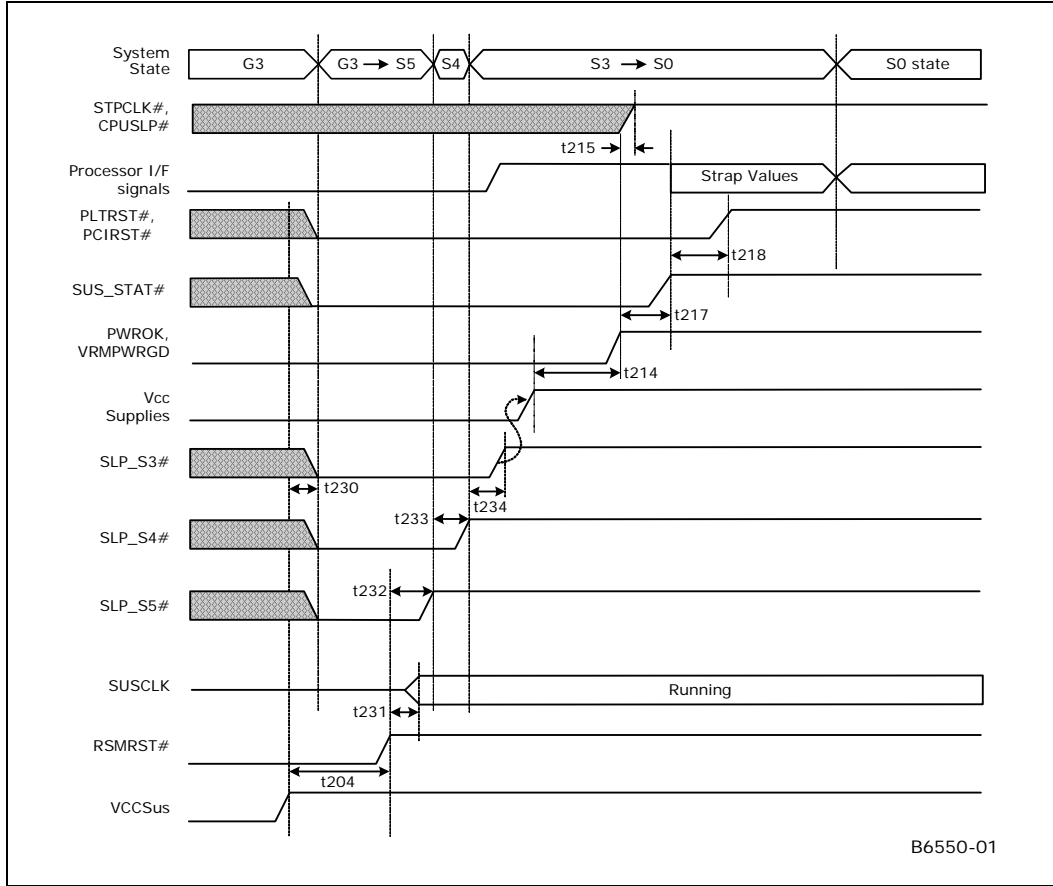 System
State
G3
G3 → S5
S4
S3 → S0
S0 state
STPCLK#,
CPUSLP#
t215
Processor I/F
signals
Strap Values
PLTRST#,
PCIRST#
t218
SUS_STAT#
t217
PWROK,
VRMPWRGD
t214
Vcc
Supplies
SLP_S3#
t230
t234
t233
SLP_S4#
t232
SLP_S5#
SUSCLK
Running
t231
RSMRST#
t204
VCCSus
B6550-01